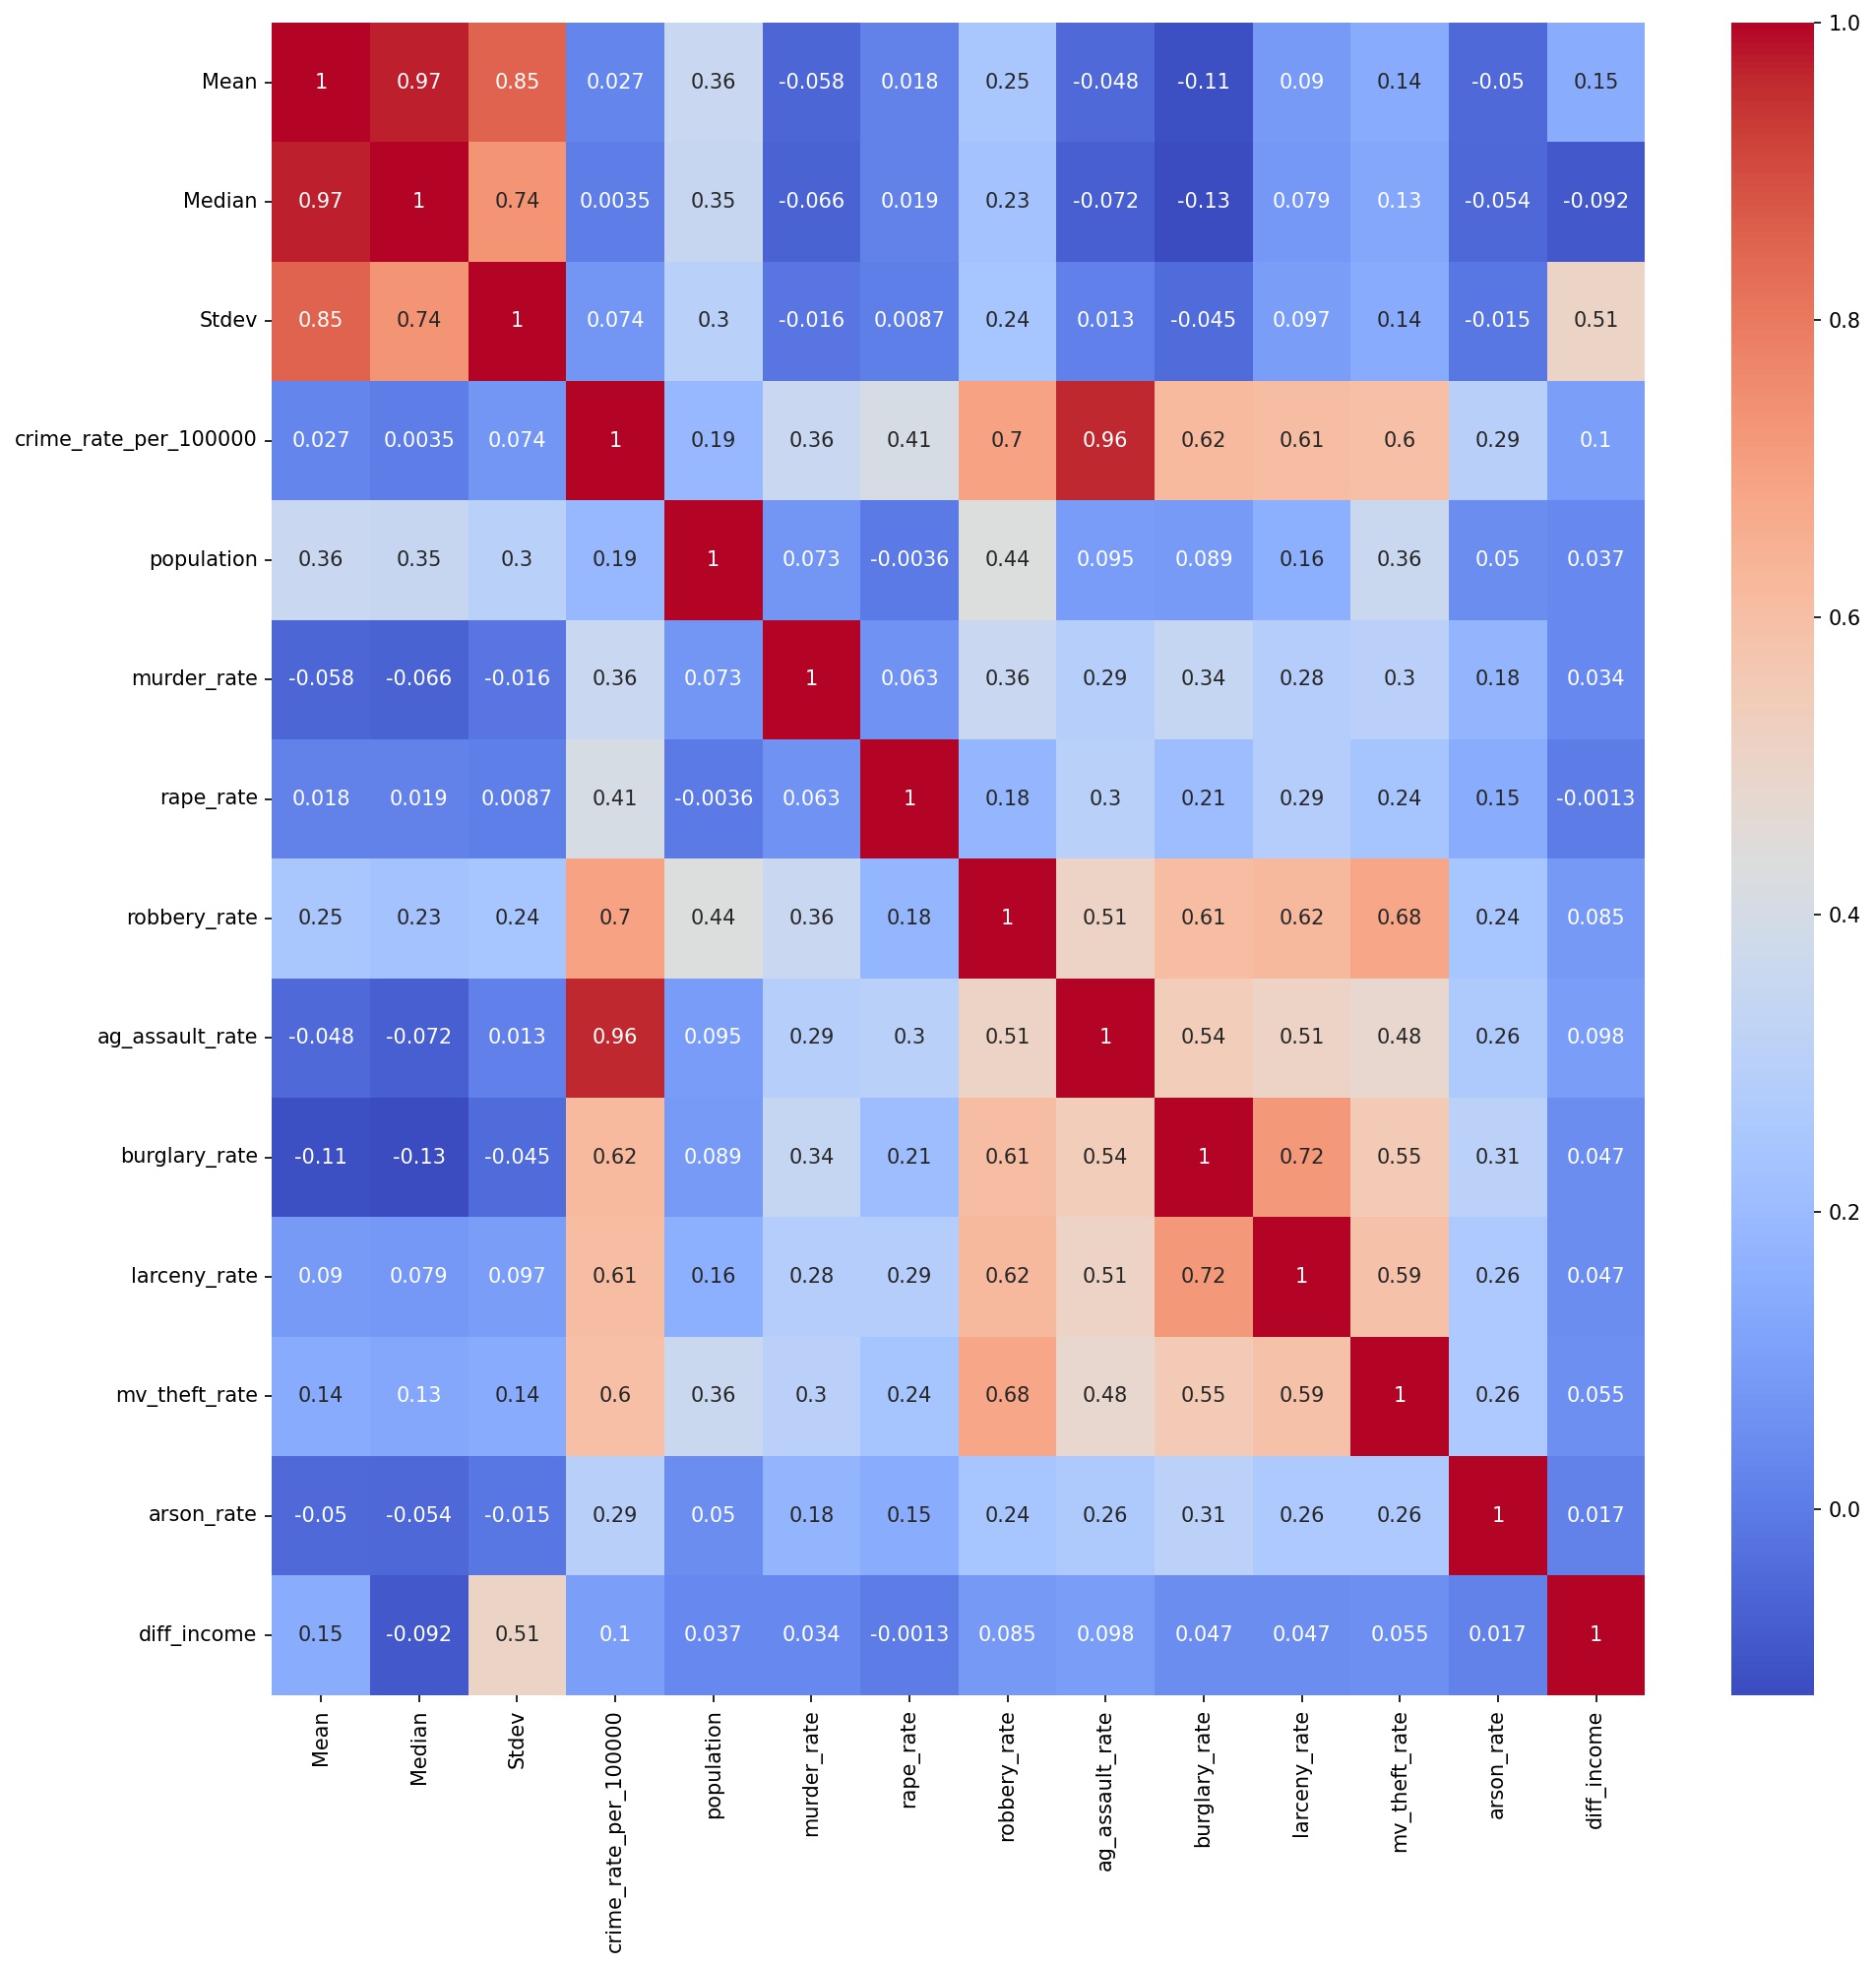 Mean 1 0.97 0.85 0.027 0.36 -0.058 0.018 0.25 -0.048 -0.11 0.09 0.14 -0.05 0.15
Median 0.97 1 0.74 0.0035 0.35 -0.066 0.019 0.23 -0.072 -0.13 0.079 0.13 -0.054 -0.092
Stdev 0.85 0.74 1 0.074 0.3 -0.016 0.0087 0.24 0.013 -0.045 0.097 0.14 -0.015 0.51
crime_rate_per_100000 0.027 0.0035 0.074 1 0.19 0.36 0.41 0.7 0.96 0.62 0.61 0.6 0.29 0.1
population 0.36 0.35 0.3 0.19 1 0.073 -0.0036 0.44 0.095 0.089 0.16 0.36 0.05 0.037
murder_rate -0.058 -0.066 -0.016 0.36 0.073 1 0.063 0.36 0.29 0.34 0.28 0.3 0.18 0.034
rape_rate 0.018 0.019 0.0087 0.41 -0.0036 0.063 1 0.18 0.3 0.21 0.29 0.24 0.15 -0.0013
robbery_rate 0.25 0.23 0.24 0.7 0.44 0.36 0.18 1 0.51 0.61 0.62 0.68 0.24 0.085
ag_assault_rate -0.048 -0.072 0.013 0.96 0.095 0.29 0.3 0.51 1 0.54 0.51 0.48 0.26 0.098
burglary_rate -0.11 -0.13 -0.045 0.62 0.089 0.34 0.21 0.61 0.54 1 0.72 0.55 0.31 0.047
larceny_rate 0.09 0.079 0.097 0.61 0.16 0.28 0.29 0.62 0.51 0.72 1 0.59 0.26 0.047
mv_theft_rate 0.14 0.13 0.14 0.6 0.36 0.3 0.24 0.68 0.48 0.55 0.59 1 0.26 0.055
arson_rate -0.05 -0.054 -0.015 0.29 0.05 0.18 0.15 0.24 0.26 0.31 0.26 0.26 1 0.017
diff_income 0.15 -0.092 0.51 0.1 0.037 0.034 -0.0013 0.085 0.098 0.047 0.047 0.055 0.017 1
Mean
Median
Stdev
crime_rate_per_100000
population
murder_rate
rape_rate
robbery_rate
ag_assault_rate
burglary_rate
larceny_rate
mv_theft_rate
arson_rate
diff_income
1.0
0.8
0.6
0.4
0.2
0.0